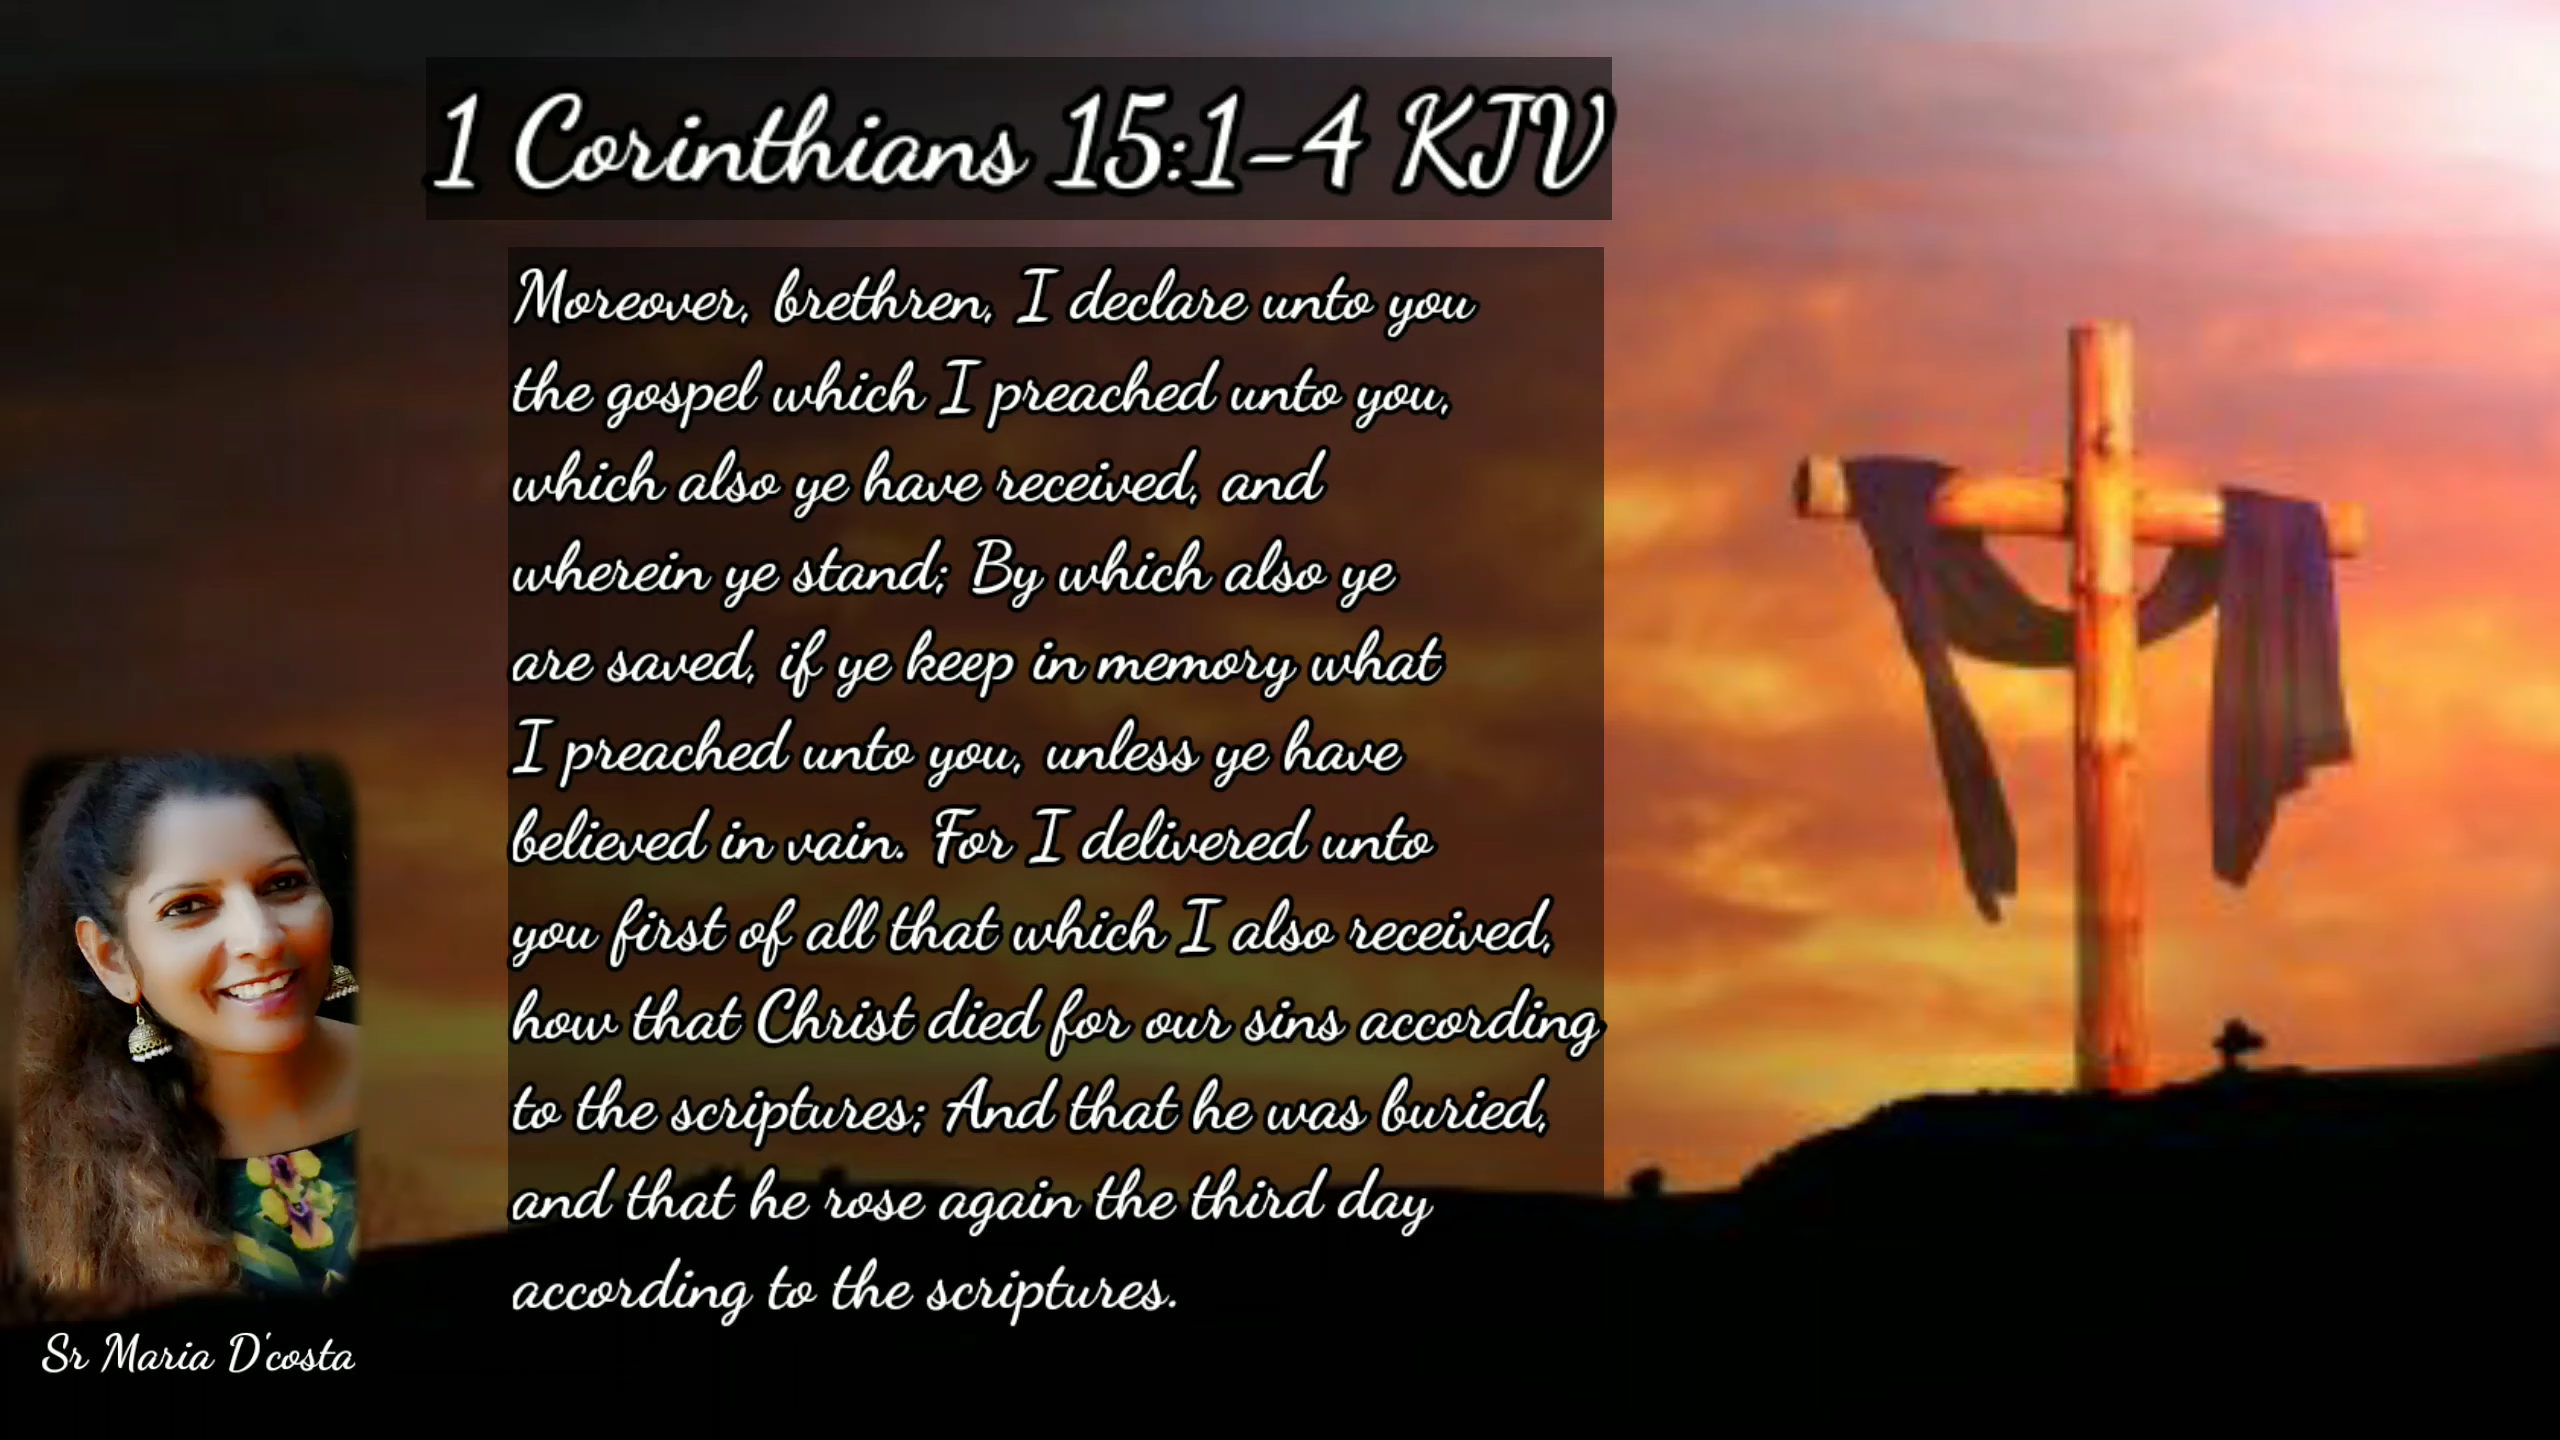 1 Corinthians 15:1-4 KJV
Moreover, brethren, I declare unto you
the gospel which I preached unto you,
which also ye have received, and
wherein ye stand; By which also ye
are saved, if ye keep in memory what
I preached unto you, unless ye have
believed in vain. For I delivered unto
you first of all that which I also received,
how that Christ died for our sins according
to the scriptures; And that he was buried,
and that he rose again the third day
according to the scriptures.
Sr Maria D'costa